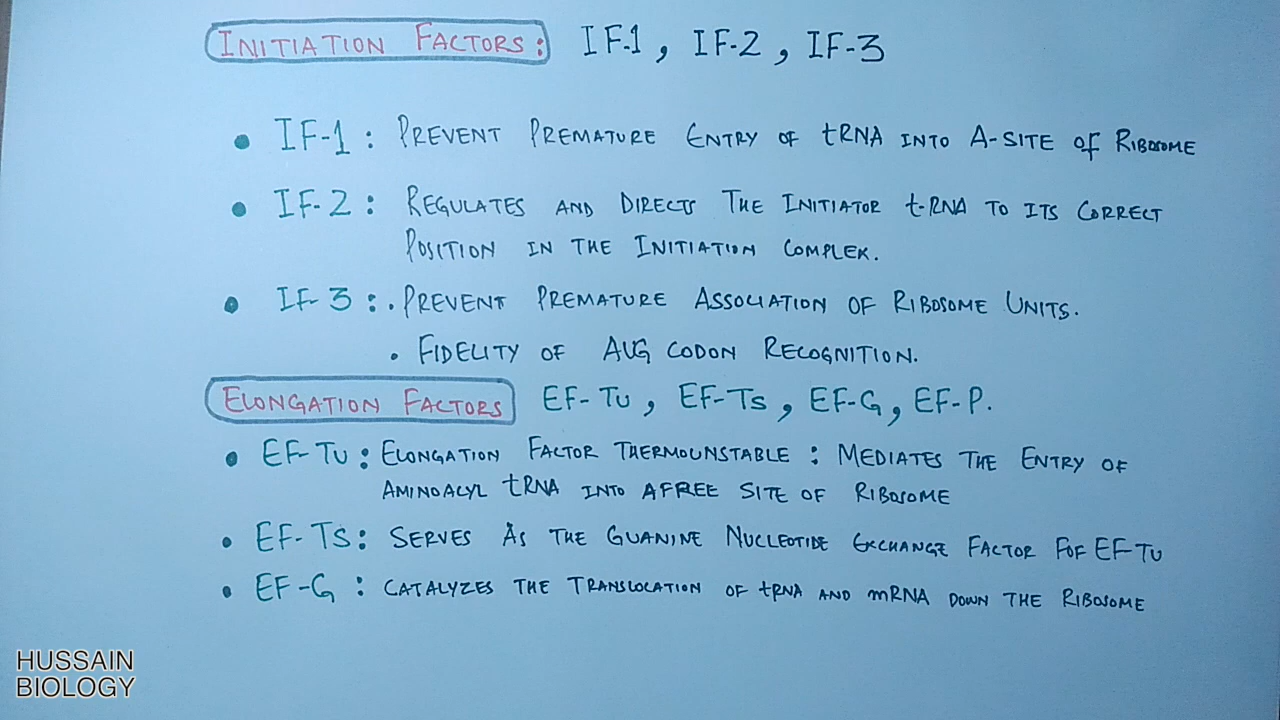 INITIATION FACTORS: IF-1, IF-2, IF-3
• IF-1: PREVENT PREMATURE ENTRY OF tRNA INTO A-SITE of RIBOSOME
• IF-2: REGULATES AND DIRECTS THE INITIATOR t-RNA TO ITS CORRECT
POSITION IN THE INITIATION COMPLEX.
• IF-3: . PREVENT PREMATURE ASSOCIATION OF RIBOSOME UNITS.
• FIDELITY OF AUG CODON RECOGNITION.
ELONGATION FACTORS EF-Tu, EF-Ts, EF-G, EF-P.
• EF-Tu: ELONGATION FACTOR THERMOUNSTABLE: MEDIATES THE ENTRY OF
AMINOACYL tRNA INTO A FREE SITE OF RIBOSOME
• EF-Ts: SERVES AS THE GUANINE NUCLEOTIDE EXCHANGE FACTOR FOF EF-TU
• EF-G: CATALYZES THE TRANSLOCATION OF tRNA AND mRNA DOWN THE RIBOSOME
HUSSAIN
BIOLOGY